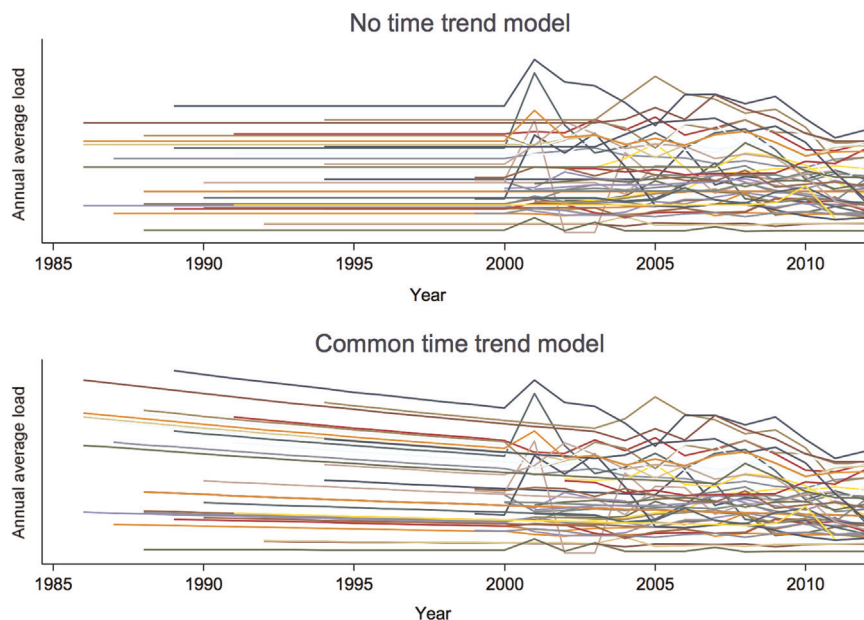 No time trend model
Annual average load
1985 1990 1995 2000 2005 2010
Year
Common time trend model
Annual average load
1985 1990 1995 2000 2005 2010
Year